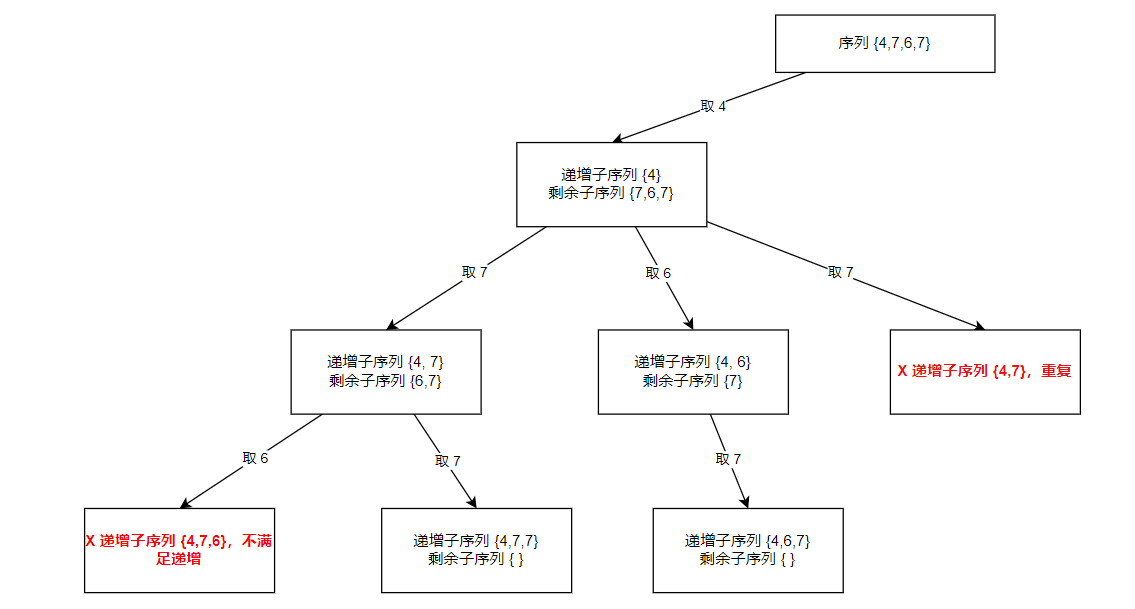 序列 {4,7,6,7}
取 4
递增子序列 {4}
剩余子序列 {7,6,7}
取 7
取 6
取 7
递增子序列 {4, 7}
剩余子序列 {6,7}
递增子序列 {4, 6}
剩余子序列 {7}
X 递增子序列 {4,7}，重复
取 6
取 7
取 7
X 递增子序列 {4,7,6}，不满
足递增
递增子序列 {4,7,7}
剩余子序列 { }
递增子序列 {4,6,7}
剩余子序列 { }